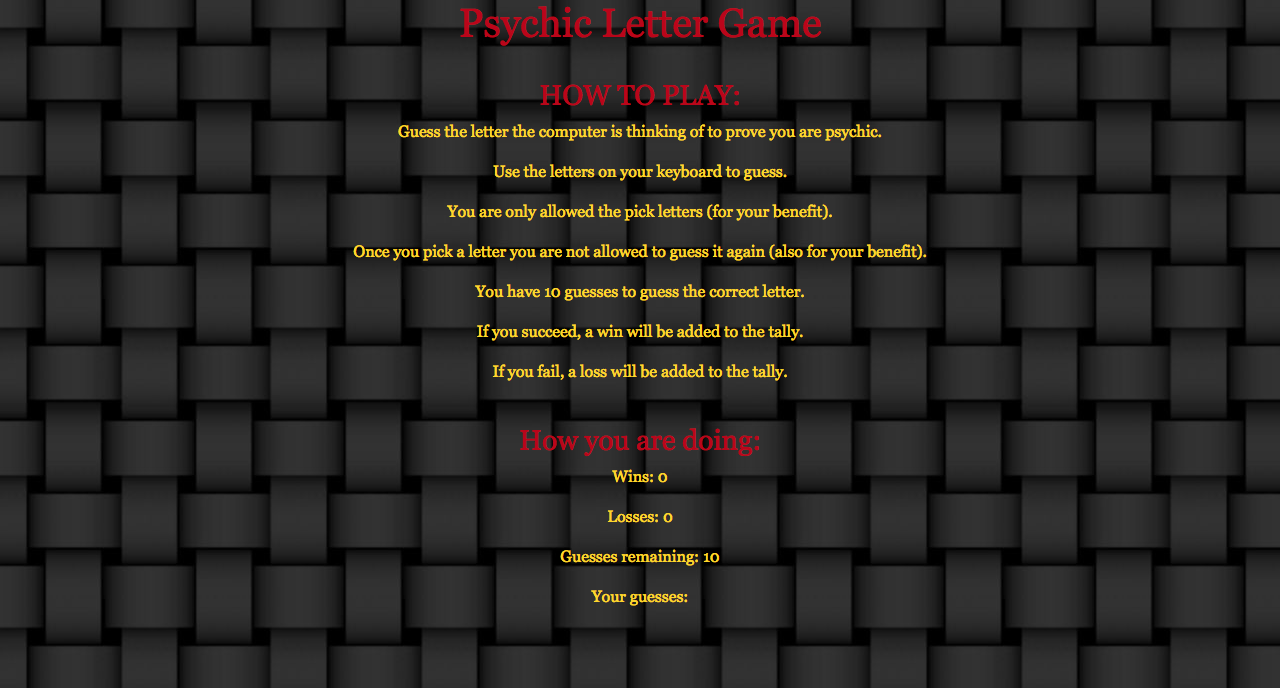 Psychic Letter Game
HOW TO PLAY:
Guess the letter the computer is thinking of to prove you are psychic.
Use the letters on your keyboard to guess.
You are only allowed the pick letters (for your benefit).
Once you pick a letter you are not allowed to guess it again (also for your benefit).
You have 10 guesses to guess the correct letter.
If you succeed, a win will be added to the tally.
If you fail, a loss will be added to the tally.
How you are doing:
Wins: 0
Losses: 0
Guesses remaining: 10
Your guesses: